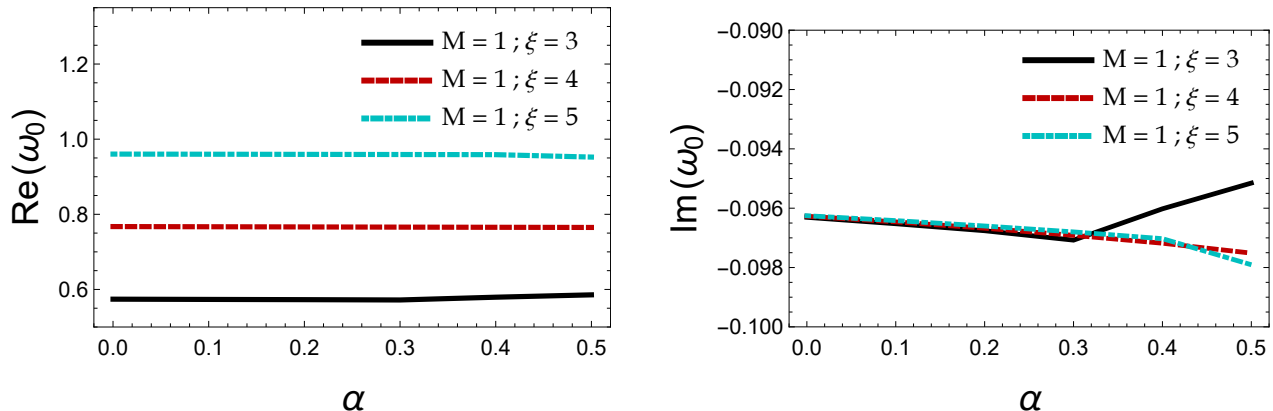 Re(ω₀)
1.2
1.0
0.8
0.6
M = 1 ; ξ = 3
M = 1 ; ξ = 4
M = 1 ; ξ = 5
0.0 0.1 0.2 0.3 0.4 0.5
α
Im(ω₀)
-0.090
-0.092
-0.094
-0.096
-0.098
-0.100
M = 1 ; ξ = 3
M = 1 ; ξ = 4
M = 1 ; ξ = 5
0.0 0.1 0.2 0.3 0.4 0.5
α